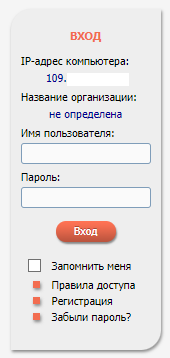 ВХОД
IP-адрес компьютера:
109.
Название организации:
не определена
Имя пользователя:
Пароль:
Вход
Запомнить меня
Правила доступа
Регистрация
Забыли пароль?